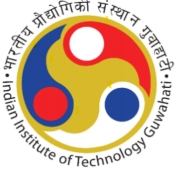 भारतीय प्रौद्योगिकी संस्थान गुवाहाटी
Indian Institute of Technology Guwahati